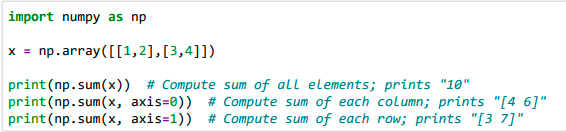 import numpy as np
x = np.array([[1,2],[3,4]])
print(np.sum(x))  # Compute sum of all elements; prints "10"
print(np.sum(x, axis=0))  # Compute sum of each column; prints "[4 6]"
print(np.sum(x, axis=1))  # Compute sum of each row; prints "[3 7]"